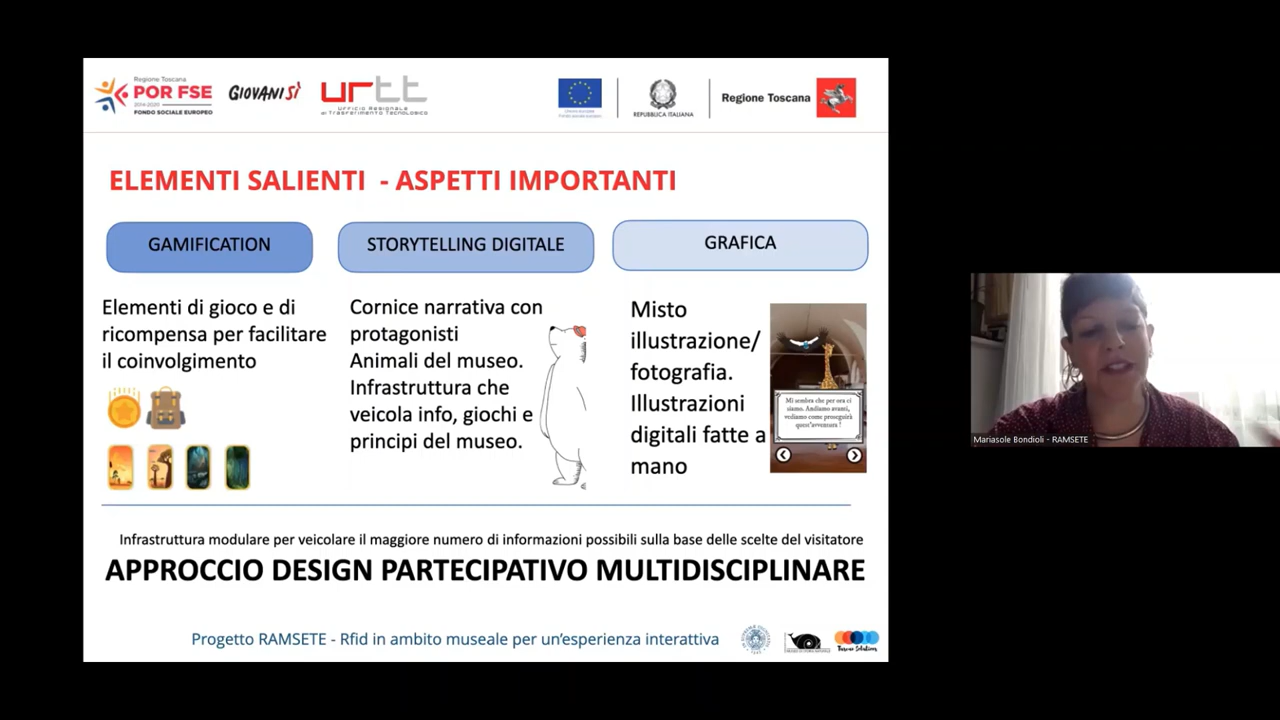 Regione Toscana
POR FSE
2014-2020
FONDO SOCIALE EUROPEO
GIOVANISÌ
urtt
Ufficio Regionale
di Trasferimento Tecnologico
Unione Europea
REPUBBLICA ITALIANA
Regione Toscana
ELEMENTI SALIENTI - ASPETTI IMPORTANTI
GAMIFICATION
Elementi di gioco e di
ricompensa per facilitare
il coinvolgimento
STORYTELLING DIGITALE
Cornice narrativa con
protagonisti
Animali del museo.
Infrastruttura che
veicola info, giochi e
principi del museo.
GRAFICA
Misto
illustrazione/
fotografia.
Illustrazioni
digitali fatte a
mano
Mi sembra che per ora ci
siamo. Andiamo avanti,
vediamo come proseguirà
quest'avventura !
Infrastruttura modulare per veicolare il maggiore numero di informazioni possibili sulla base delle scelte del visitatore
APPROCCIO DESIGN PARTECIPATIVO MULTIDISCIPLINARE
Progetto RAMSETE - Rfid in ambito museale per un'esperienza interattiva
Mariasole Bondioli - RAMSETE